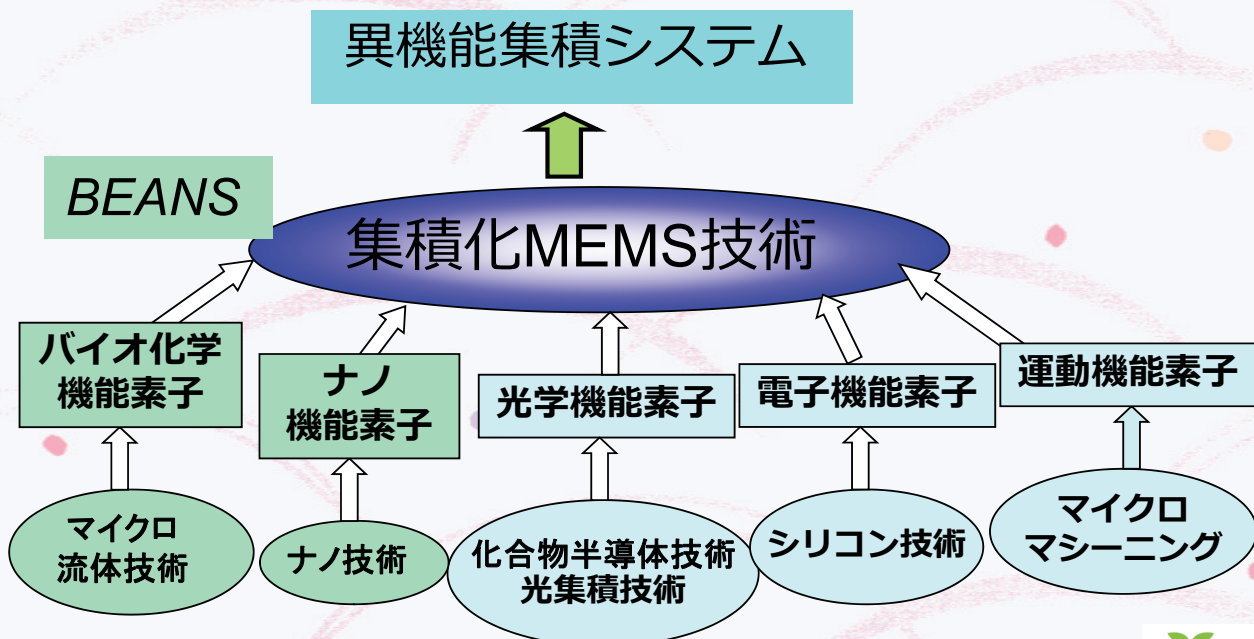 異機能集積システム
BEANS
集積化MEMS技術
バイオ化学
機能素子
ナノ
機能素子
光学機能素子
電子機能素子
運動機能素子
マイクロ
流体技術
ナノ技術
化合物半導体技術
光集積技術
シリコン技術
マイクロ
マシーニング